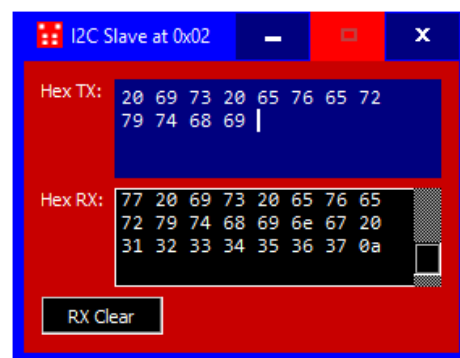 I2C Slave at 0x02
Hex TX:
20 69 73 20 65 76 65 72
79 74 68 69
Hex RX:
77 20 69 73 20 65 76 65
72 79 74 68 69 6e 67 20
31 32 33 34 35 36 37 0a
RX Clear